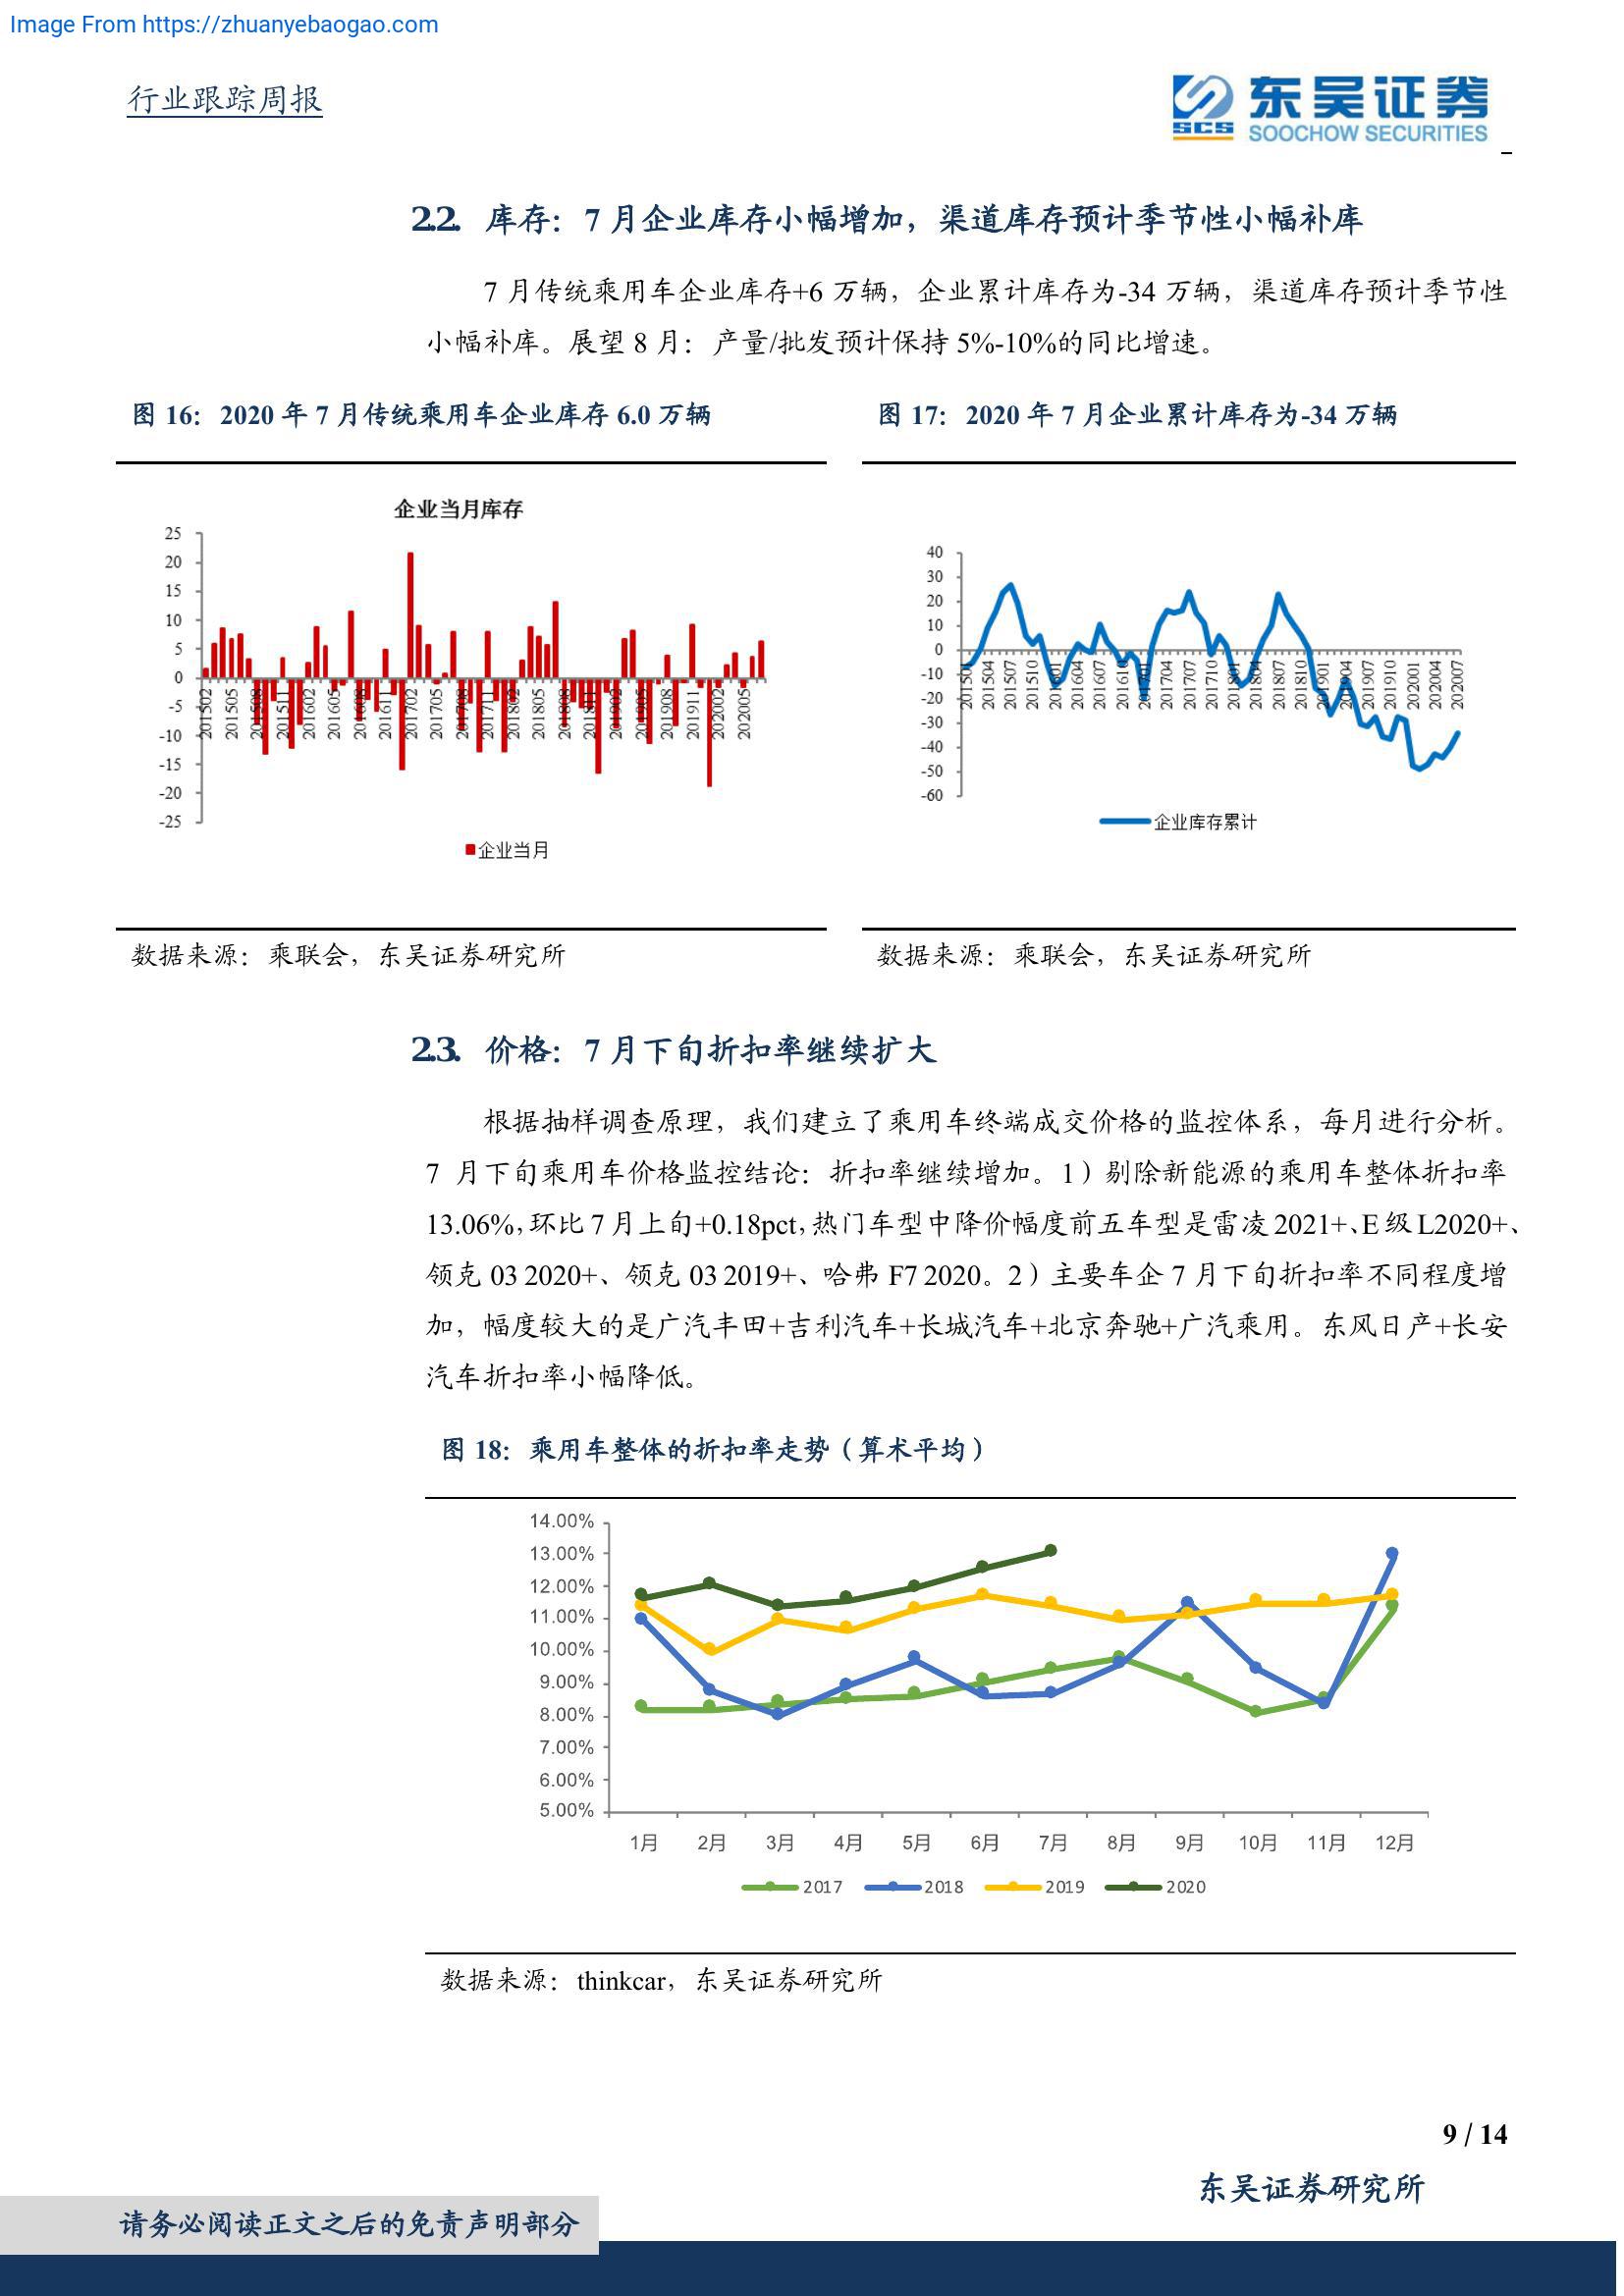 Image From https://zhuanyebaogao.com
行业跟踪周报
东吴证券
SCS SOOCHOW SECURITIES
2.2. 库存：7 月企业库存小幅增加，渠道库存预计季节性小幅补库
7 月传统乘用车企业库存+6 万辆，企业累计库存为-34 万辆，渠道库存预计季节性
小幅补库。展望 8 月：产量/批发预计保持 5%-10%的同比增速。
图 16：2020 年 7 月传统乘用车企业库存 6.0 万辆
图 17：2020 年 7 月企业累计库存为-34 万辆
企业当月库存
25
20
15
10
5
0
-5
-10
-15
-20
-25
201502 201505 201508 201511 201602 201605 201608 201611 201702 201705 201708 201711 201802 201805 201808 201811 201902 201905 201908 201911 202002 202005
企业当月
40
30
20
10
0
-10
-20
-30
-40
-50
-60
201501 201504 201507 201510 201601 201604 201607 201610 201701 201704 201707 201710 201801 201804 201807 201810 201901 201904 201907 201910 202001 202004 202007
企业库存累计
数据来源：乘联会，东吴证券研究所
数据来源：乘联会，东吴证券研究所
2.3. 价格：7 月下旬折扣率继续扩大
根据抽样调查原理，我们建立了乘用车终端成交价格的监控体系，每月进行分析。
7 月下旬乘用车价格监控结论：折扣率继续增加。1）剔除新能源的乘用车整体折扣率
13.06%，环比 7 月上旬+0.18pct，热门车型中降价幅度前五车型是雷凌 2021+、E 级 L2020+、
领克 03 2020+、领克 03 2019+、哈弗 F7 2020。2）主要车企 7 月下旬折扣率不同程度增
加，幅度较大的是广汽丰田+吉利汽车+长城汽车+北京奔驰+广汽乘用。东风日产+长安
汽车折扣率小幅降低。
图 18：乘用车整体的折扣率走势（算术平均）
14.00%
13.00%
12.00%
11.00%
10.00%
9.00%
8.00%
7.00%
6.00%
5.00%
1月 2月 3月 4月 5月 6月 7月 8月 9月 10月 11月 12月
2017 2018 2019 2020
数据来源：thinkcar，东吴证券研究所
9 / 14
东吴证券研究所
请务必阅读正文之后的免责声明部分